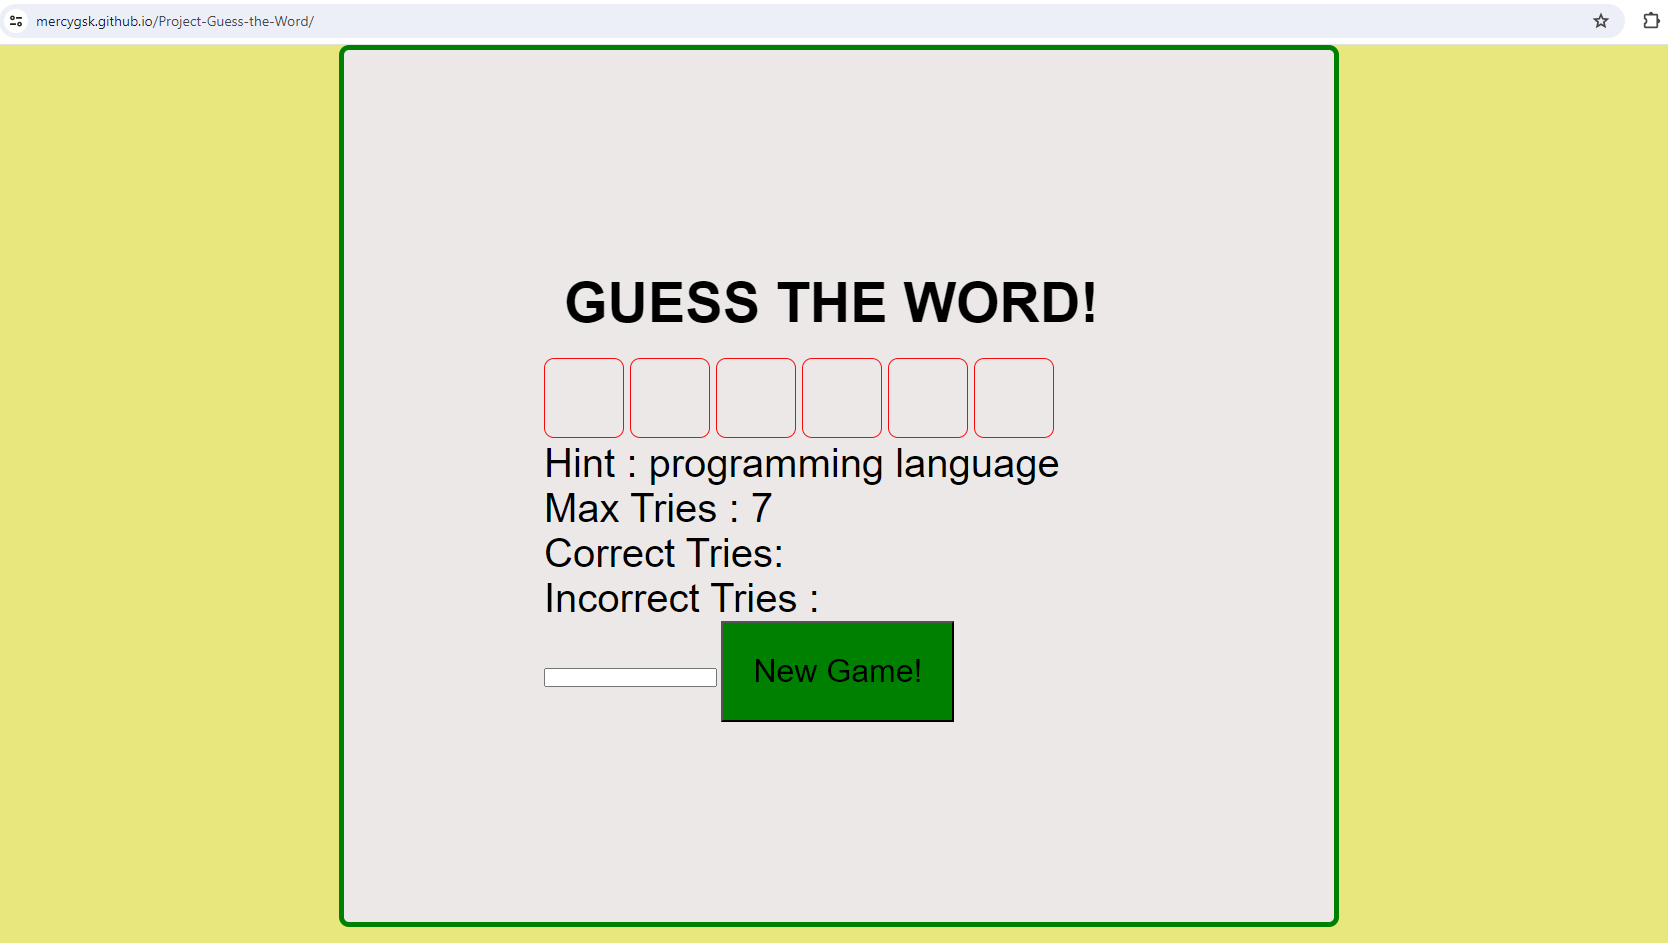 mercygsk.github.io/Project-Guess-the-Word/
GUESS THE WORD!
Hint : programming language
Max Tries : 7
Correct Tries:
Incorrect Tries :
New Game!